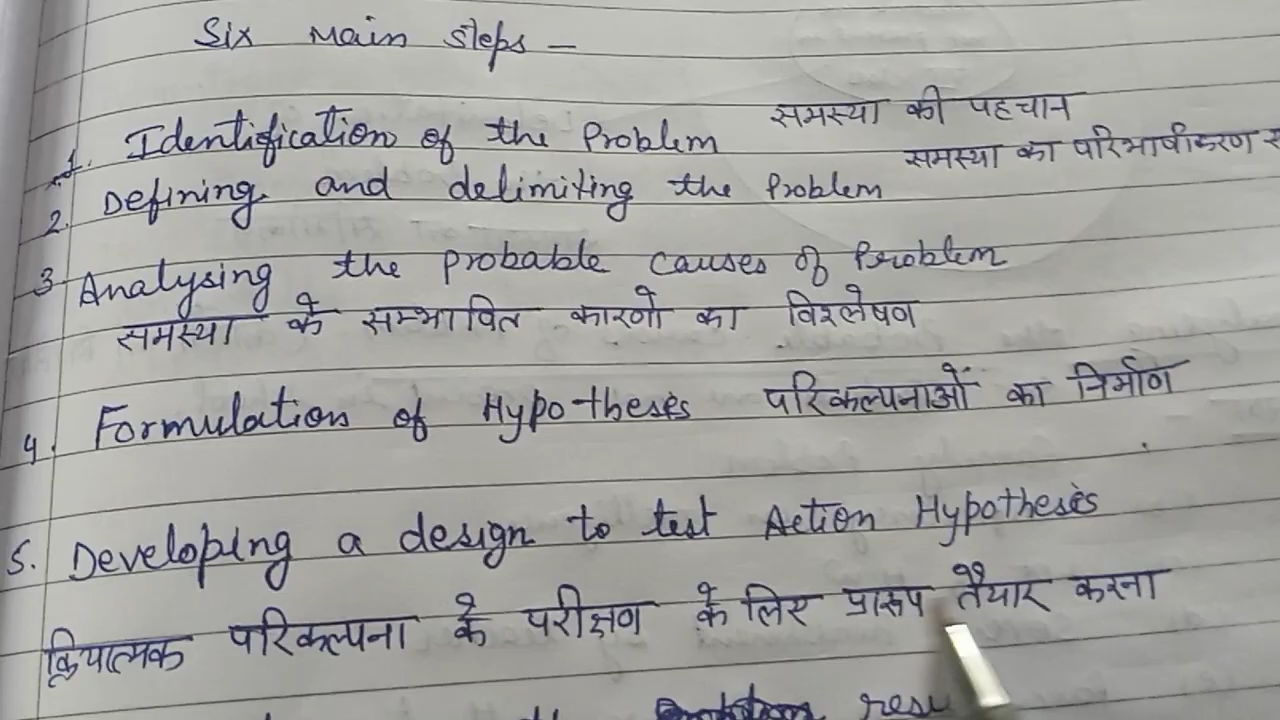 Six Main Steps –
1. Identification of the Problem समस्या की पहचान
2. Defining and delimiting the Problem समस्या का परिभाषीकरण
3 Analysing the probable causes of Problem
समस्या के सम्भावित कारणों का विश्लेषण
4. Formulation of Hypotheses परिकल्पनाओं का निर्माण
5. Developing a design to test Action Hypotheses
क्रियात्मक परिकल्पना के परीक्षण के लिए प्रारूप तैयार करना